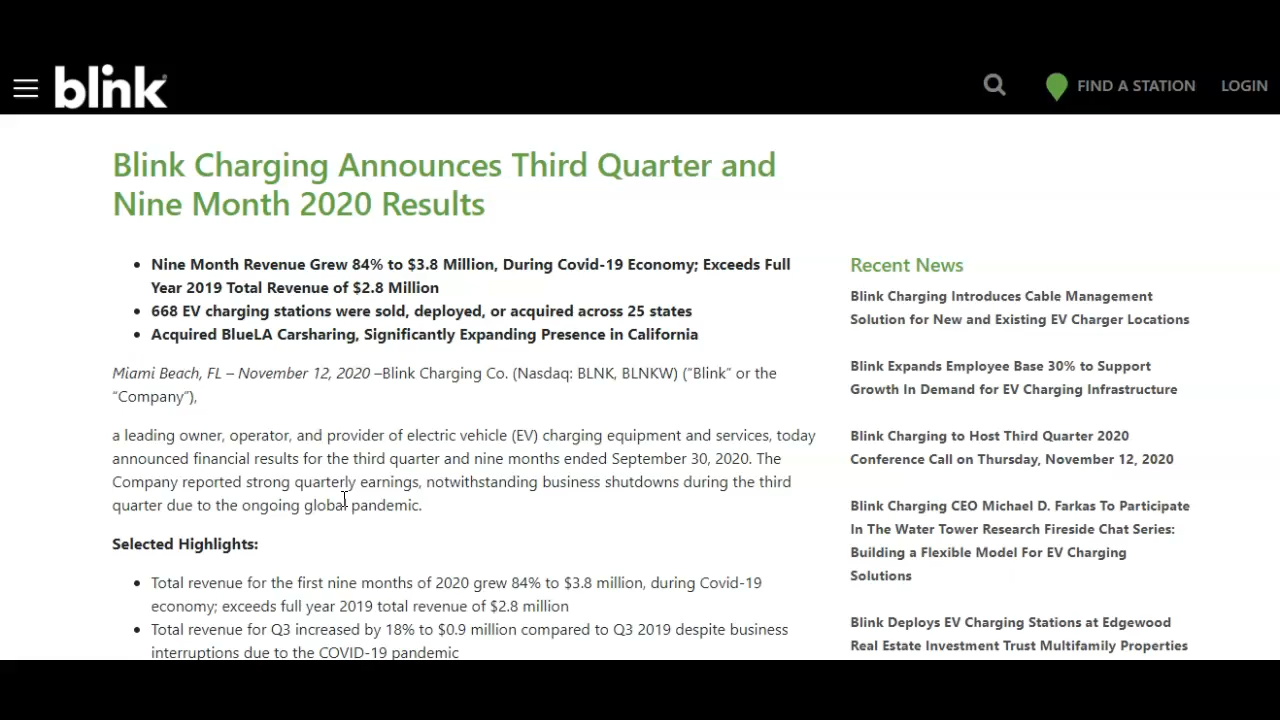 blink
FIND A STATION
LOGIN
Blink Charging Announces Third Quarter and
Nine Month 2020 Results
• Nine Month Revenue Grew 84% to $3.8 Million, During Covid-19 Economy; Exceeds Full
Year 2019 Total Revenue of $2.8 Million
• 668 EV charging stations were sold, deployed, or acquired across 25 states
• Acquired BlueLA Carsharing, Significantly Expanding Presence in California
Miami Beach, FL – November 12, 2020 –Blink Charging Co. (Nasdaq: BLNK, BLNKW) (“Blink” or the
“Company”),
a leading owner, operator, and provider of electric vehicle (EV) charging equipment and services, today
announced financial results for the third quarter and nine months ended September 30, 2020. The
Company reported strong quarterly earnings, notwithstanding business shutdowns during the third
quarter due to the ongoing global pandemic.
Selected Highlights:
• Total revenue for the first nine months of 2020 grew 84% to $3.8 million, during Covid-19
economy; exceeds full year 2019 total revenue of $2.8 million
• Total revenue for Q3 increased by 18% to $0.9 million compared to Q3 2019 despite business
interruptions due to the COVID-19 pandemic
Recent News
Blink Charging Introduces Cable Management
Solution for New and Existing EV Charger Locations
Blink Expands Employee Base 30% to Support
Growth In Demand for EV Charging Infrastructure
Blink Charging to Host Third Quarter 2020
Conference Call on Thursday, November 12, 2020
Blink Charging CEO Michael D. Farkas To Participate
In The Water Tower Research Fireside Chat Series:
Building a Flexible Model For EV Charging
Solutions
Blink Deploys EV Charging Stations at Edgewood
Real Estate Investment Trust Multifamily Properties